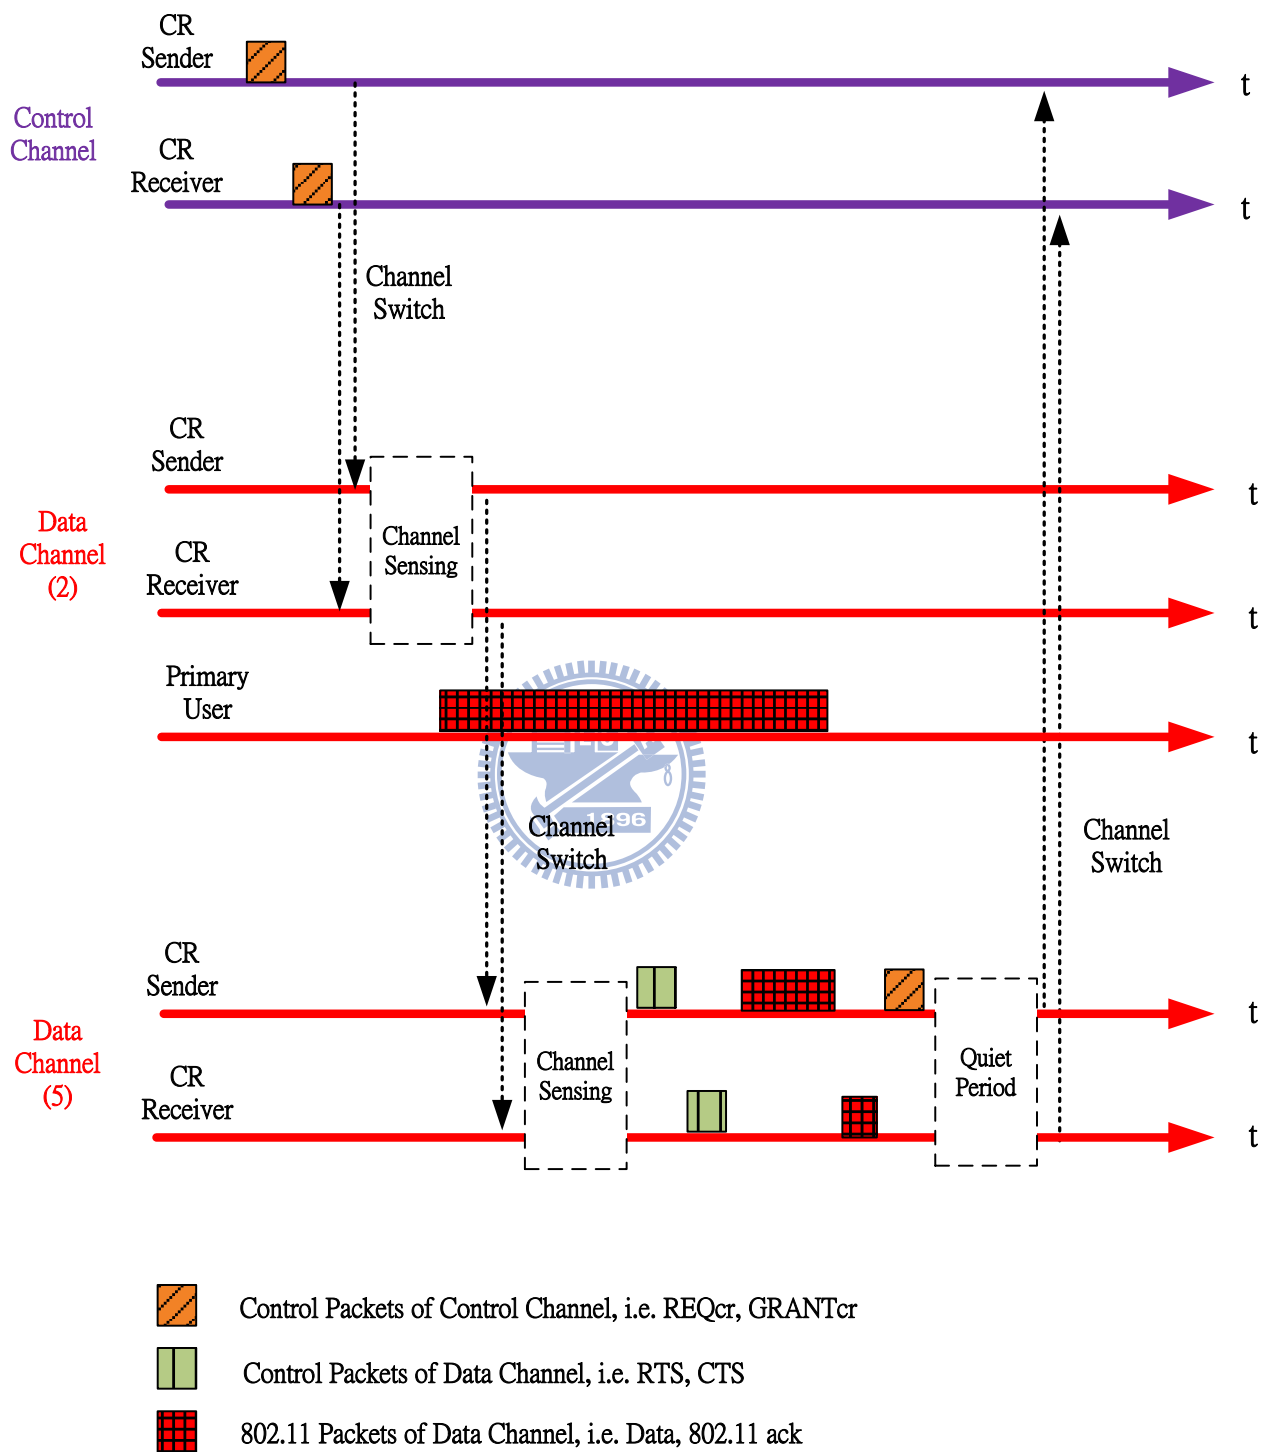 CR
Sender
t
Control
Channel
CR
Receiver
t
Channel
Switch
CR
Sender
t
Data
Channel
(2)
Channel
Sensing
CR
Receiver
t
Primary
User
t
1896
Channel
Switch
Channel
Switch
CR
Sender
t
Data
Channel
(5)
Channel
Sensing
Quiet
Period
CR
Receiver
t
Control Packets of Control Channel, i.e. REQcr, GRANTcr
Control Packets of Data Channel, i.e. RTS, CTS
802.11 Packets of Data Channel, i.e. Data, 802.11 ack